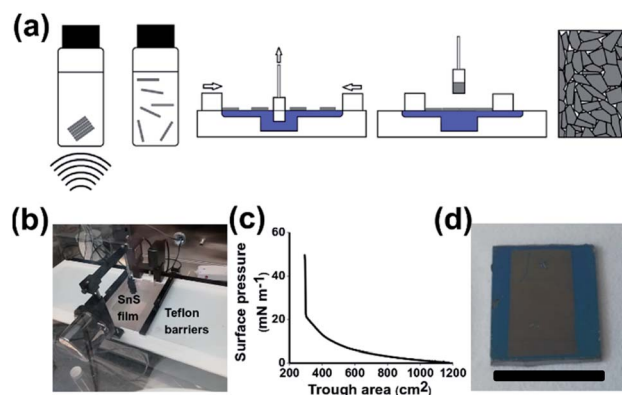 (a)
(b)
SnS
film
Teflon
barriers
(c)
Surface pressure
(mN m-1)
60
40
20
0
200
400
600
800
1000
1200
Trough area (cm2)
(d)